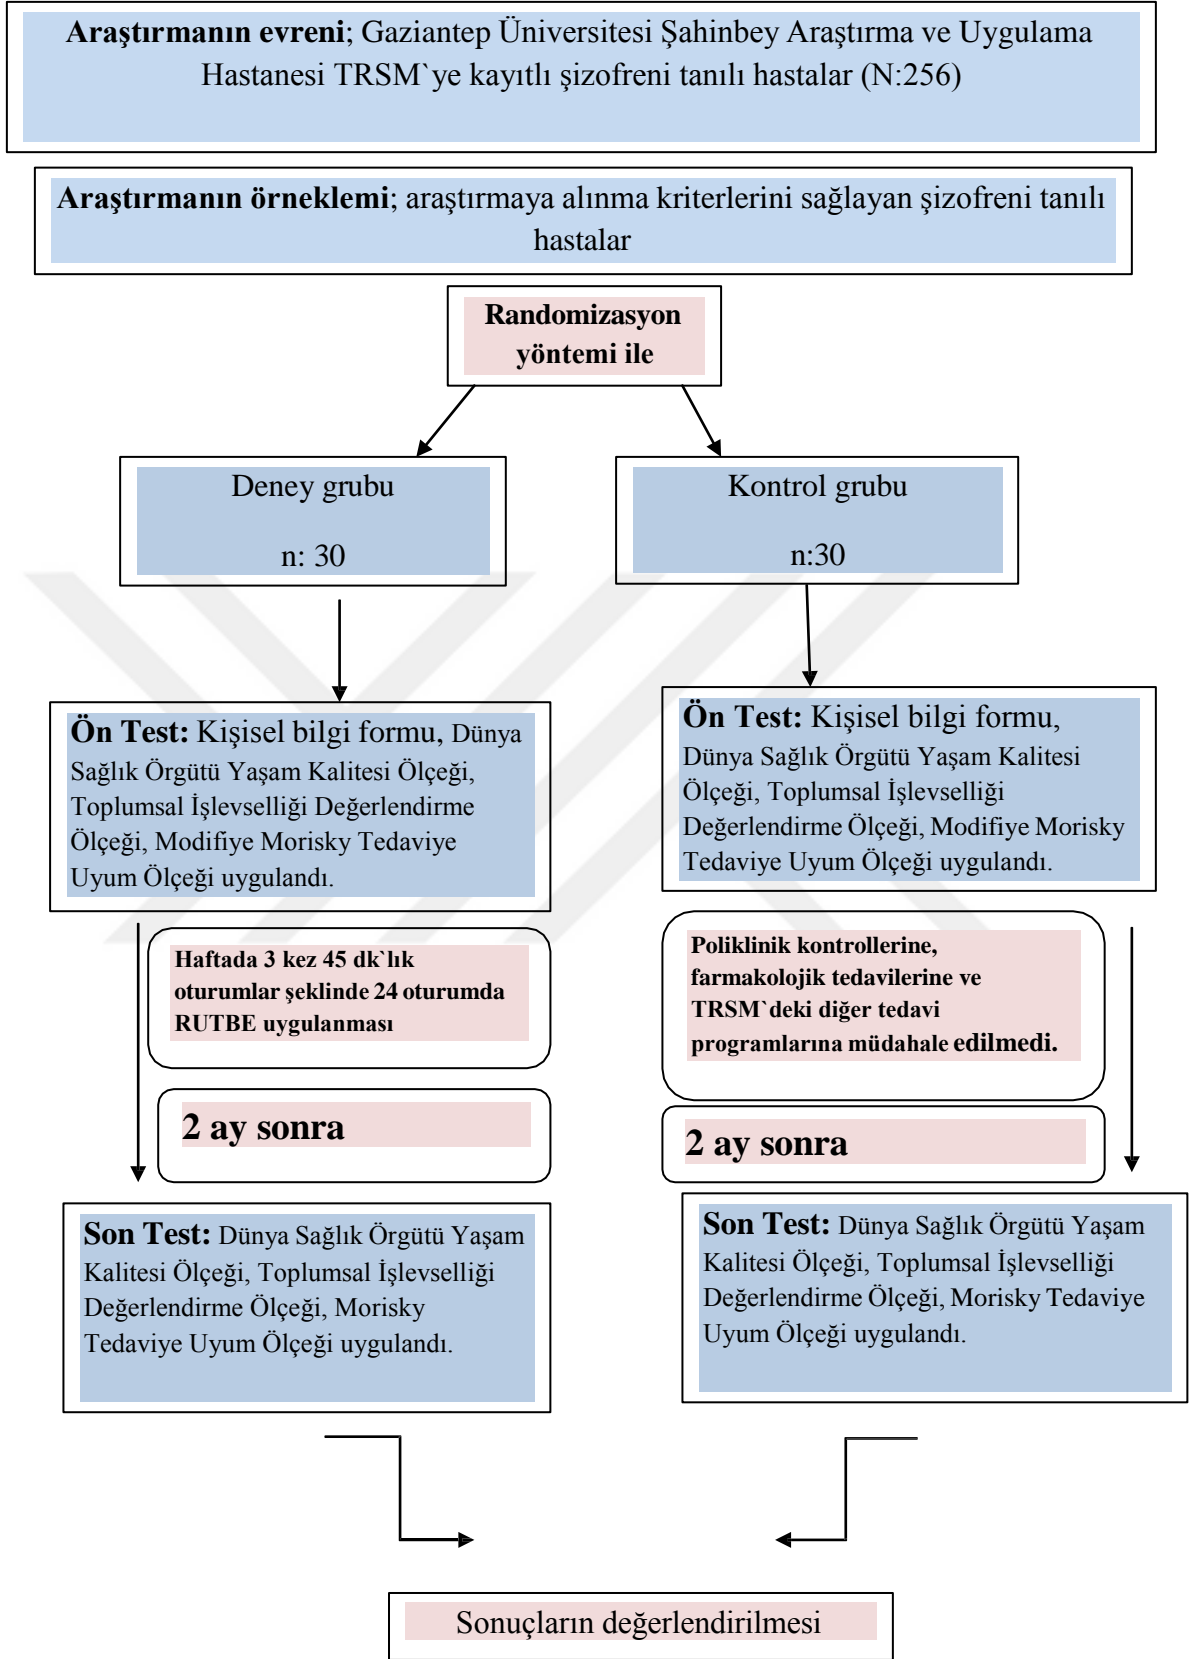 Araştırmanın evreni; Gaziantep Üniversitesi Şahinbey Araştırma ve Uygulama
Hastanesi TRSM`ye kayıtlı şizofreni tanılı hastalar (N:256)
Araştırmanın örneklemi; araştırmaya alınma kriterlerini sağlayan şizofreni tanılı
hastalar
Randomizasyon
yöntemi ile
Deney grubu
n: 30
Kontrol grubu
n:30
Ön Test: Kişisel bilgi formu, Dünya
Sağlık Örgütü Yaşam Kalitesi Ölçeği,
Toplumsal İşlevselliği Değerlendirme
Ölçeği, Modifiye Morisky Tedaviye
Uyum Ölçeği uygulandı.
Ön Test: Kişisel bilgi formu,
Dünya Sağlık Örgütü Yaşam Kalitesi
Ölçeği, Toplumsal İşlevselliği
Değerlendirme Ölçeği, Modifiye Morisky
Tedaviye Uyum Ölçeği uygulandı.
Haftada 3 kez 45 dk`lık
oturumlar şeklinde 24 oturumda
RUTBE uygulanması
Poliklinik kontrollerine,
farmakolojik tedavilerine ve
TRSM`deki diğer tedavi
programlarına müdahale edilmedi.
2 ay sonra
2 ay sonra
Son Test: Dünya Sağlık Örgütü Yaşam
Kalitesi Ölçeği, Toplumsal İşlevselliği
Değerlendirme Ölçeği, Morisky
Tedaviye Uyum Ölçeği uygulandı.
Son Test: Dünya Sağlık Örgütü Yaşam
Kalitesi Ölçeği, Toplumsal İşlevselliği
Değerlendirme Ölçeği, Morisky Tedaviye
Uyum Ölçeği uygulandı.
Sonuçların değerlendirilmesi